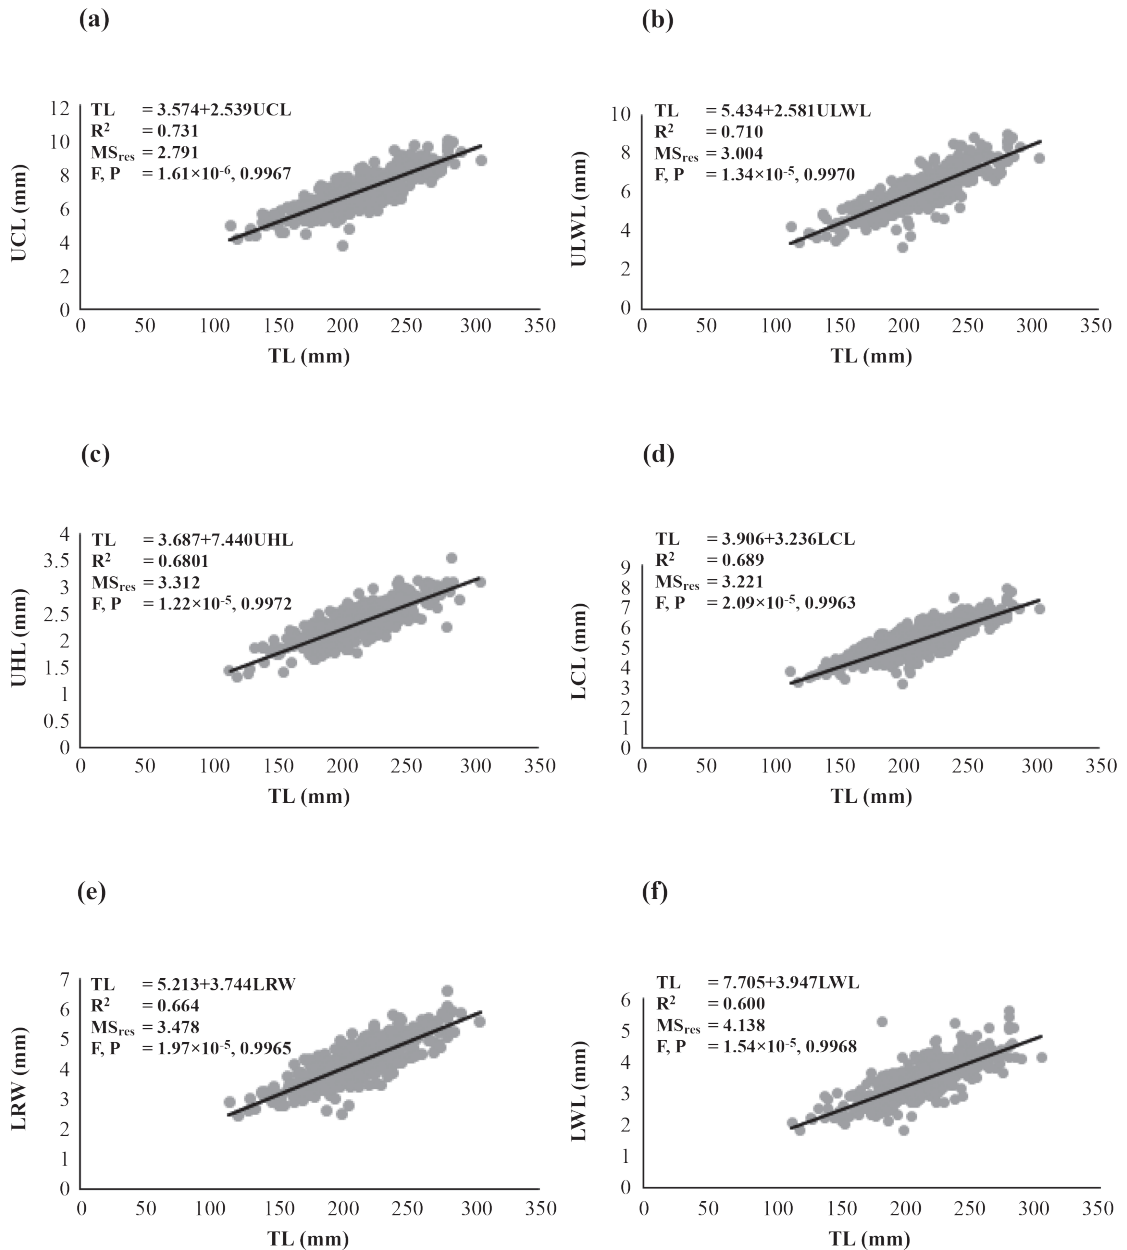 (a)
TL = 3.574+2.539UCL
R² = 0.731
MSres = 2.791
F, P = 1.61×10⁻⁶, 0.9967
UCL (mm)
12
10
8
6
4
2
0
0 50 100 150 200 250 300 350
TL (mm)
(b)
TL = 5.434+2.581ULWL
R² = 0.710
MSres = 3.004
F, P = 1.34×10⁻⁵, 0.9970
ULWL (mm)
10
8
6
4
2
0
0 50 100 150 200 250 300 350
TL (mm)
(c)
TL = 3.687+7.440UHL
R² = 0.6801
MSres = 3.312
F, P = 1.22×10⁻⁵, 0.9972
UHL (mm)
4
3.5
3
2.5
2
1.5
1
0.5
0
0 50 100 150 200 250 300 350
TL (mm)
(d)
TL = 3.906+3.236LCL
R² = 0.689
MSres = 3.221
F, P = 2.09×10⁻⁵, 0.9963
LCL (mm)
9
8
7
6
5
4
3
2
1
0
0 50 100 150 200 250 300 350
TL (mm)
(e)
TL = 5.213+3.744LRW
R² = 0.664
MSres = 3.478
F, P = 1.97×10⁻⁵, 0.9965
LRW (mm)
7
6
5
4
3
2
1
0
0 50 100 150 200 250 300 350
TL (mm)
(f)
TL = 7.705+3.947LWL
R² = 0.600
MSres = 4.138
F, P = 1.54×10⁻⁵, 0.9968
LWL (mm)
6
5
4
3
2
1
0
0 50 100 150 200 250 300 350
TL (mm)